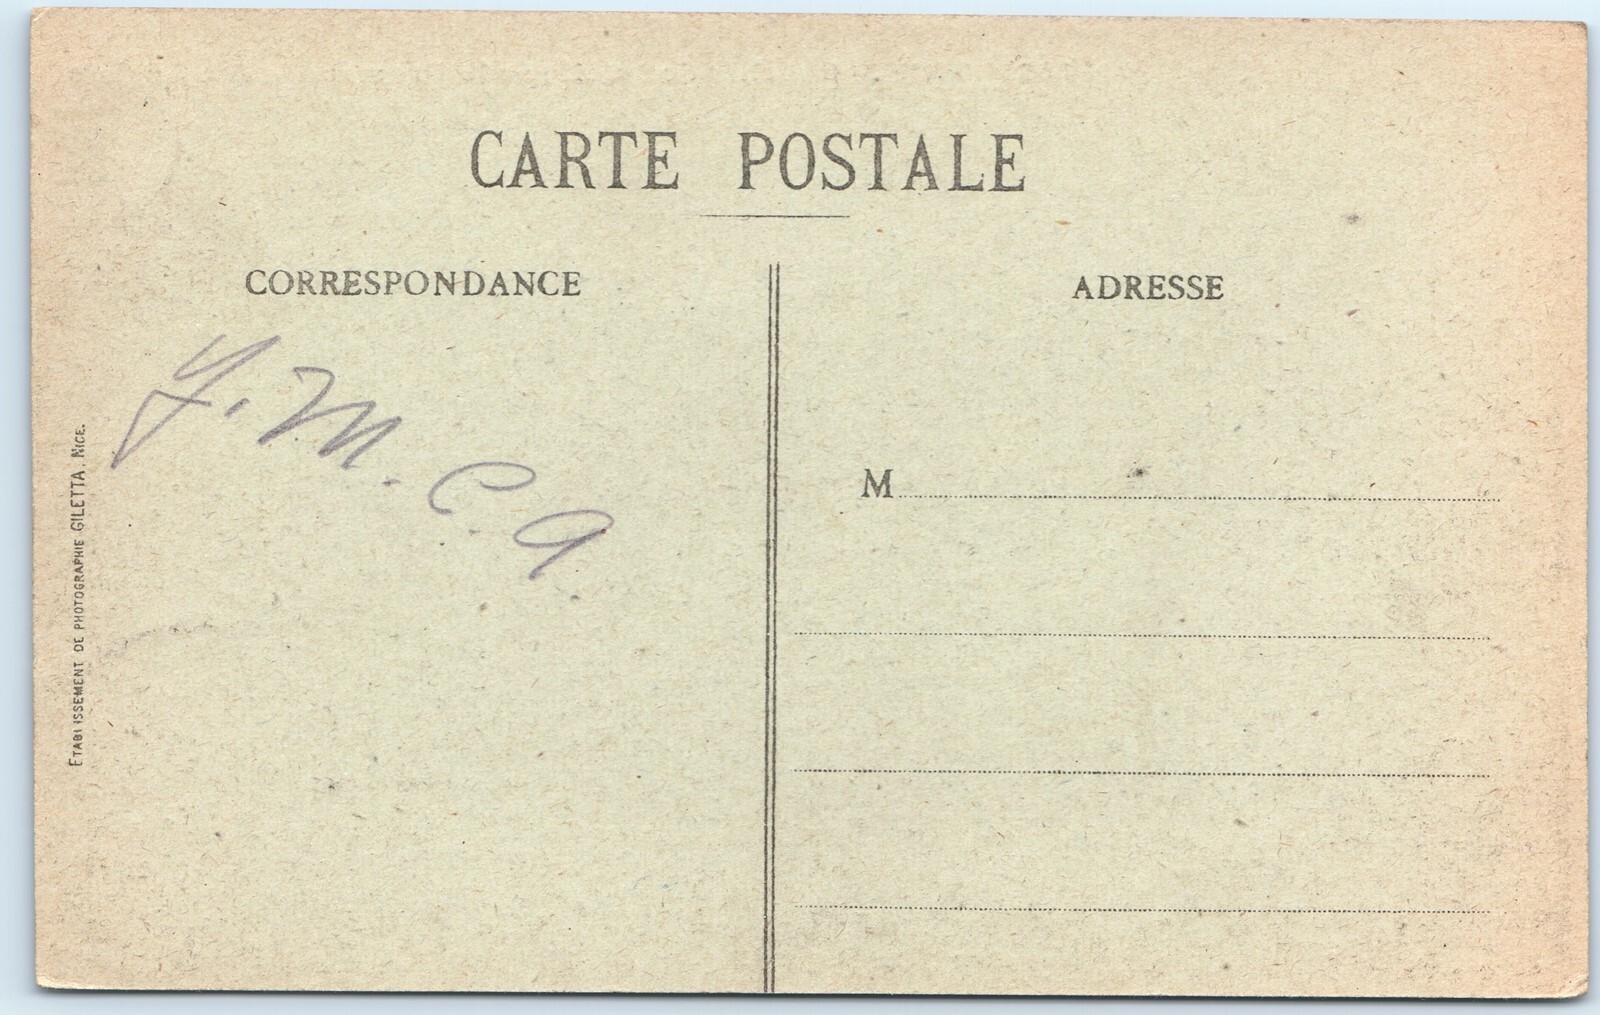 CARTE POSTALE
CORRESPONDANCE
ADRESSE
Y. M. C. A.
M
ETABLISSEMENT DE PHOTOGRAPHIE GILETTA, NICE.